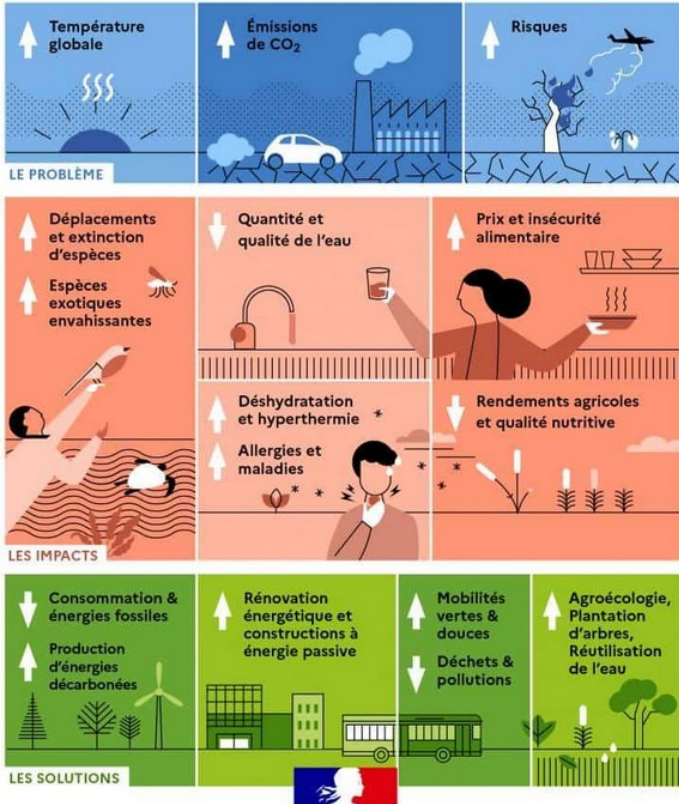 Température
globale
Émissions
de CO₂
Risques
LE PROBLÈME
Déplacements
et extinction
d'espèces
Espèces
exotiques
envahissantes
Quantité et
qualité de l'eau
Prix et insécurité
alimentaire
Déshydratation
et hyperthermie
Allergies et
maladies
Rendements agricoles
et qualité nutritive
LES IMPACTS
Consommation &
énergies fossiles
Production
d'énergies
décarbonées
Rénovation
énergétique et
constructions à
énergie passive
Mobilités
vertes &
douces
Déchets &
pollutions
Agroécologie,
Plantation
d'arbres,
Réutilisation
de l'eau
LES SOLUTIONS